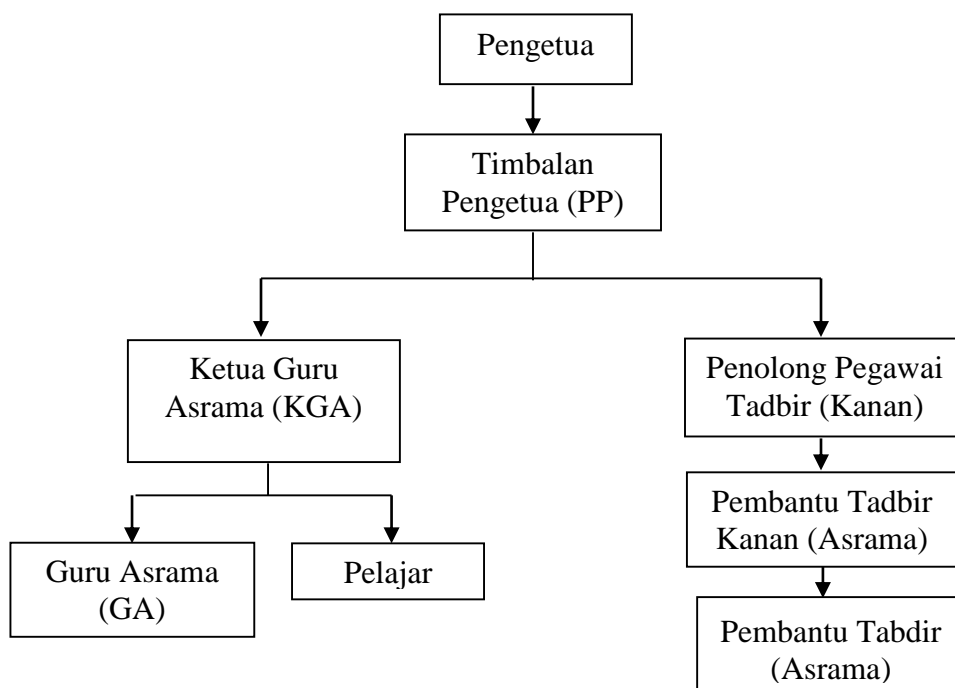 Pengetua
Timbalan
Pengetua (PP)
Ketua Guru
Asrama (KGA)
Penolong Pegawai
Tadbir (Kanan)
Pembantu Tadbir
Kanan (Asrama)
Guru Asrama
(GA)
Pelajar
Pembantu Tabdir
(Asrama)